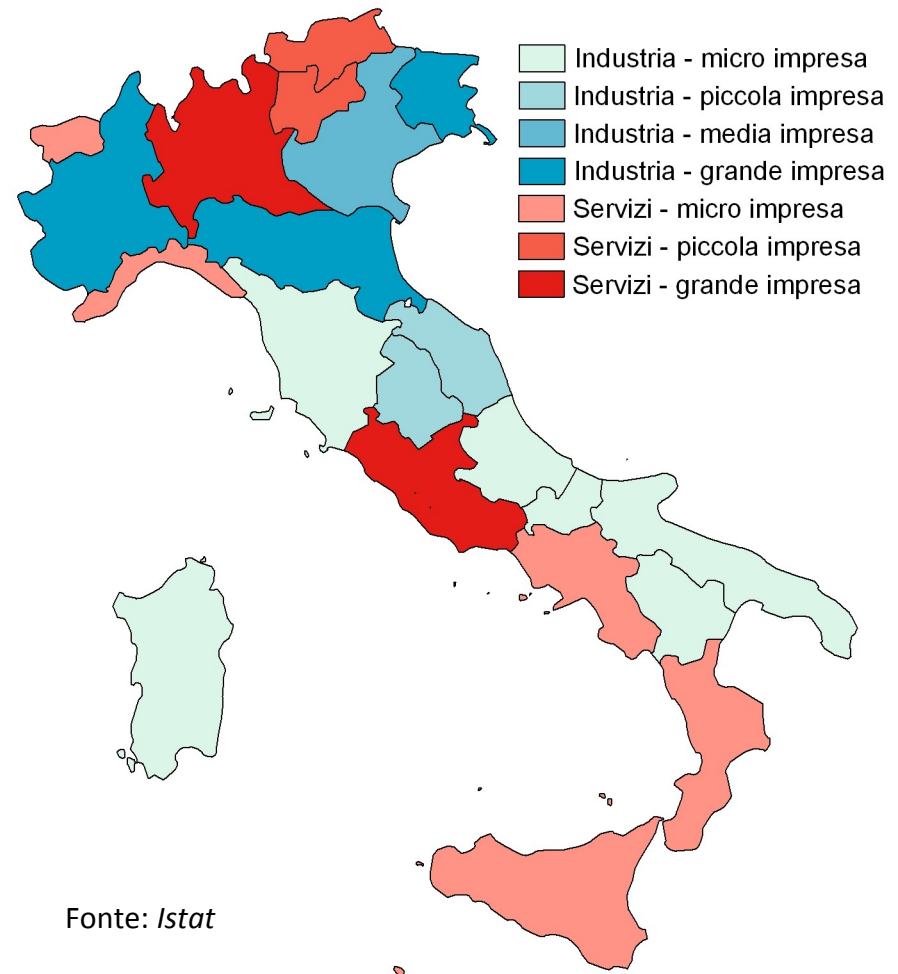 Industria - micro impresa
Industria - piccola impresa
Industria - media impresa
Industria - grande impresa
Servizi - micro impresa
Servizi - piccola impresa
Servizi - grande impresa
Fonte: Istat